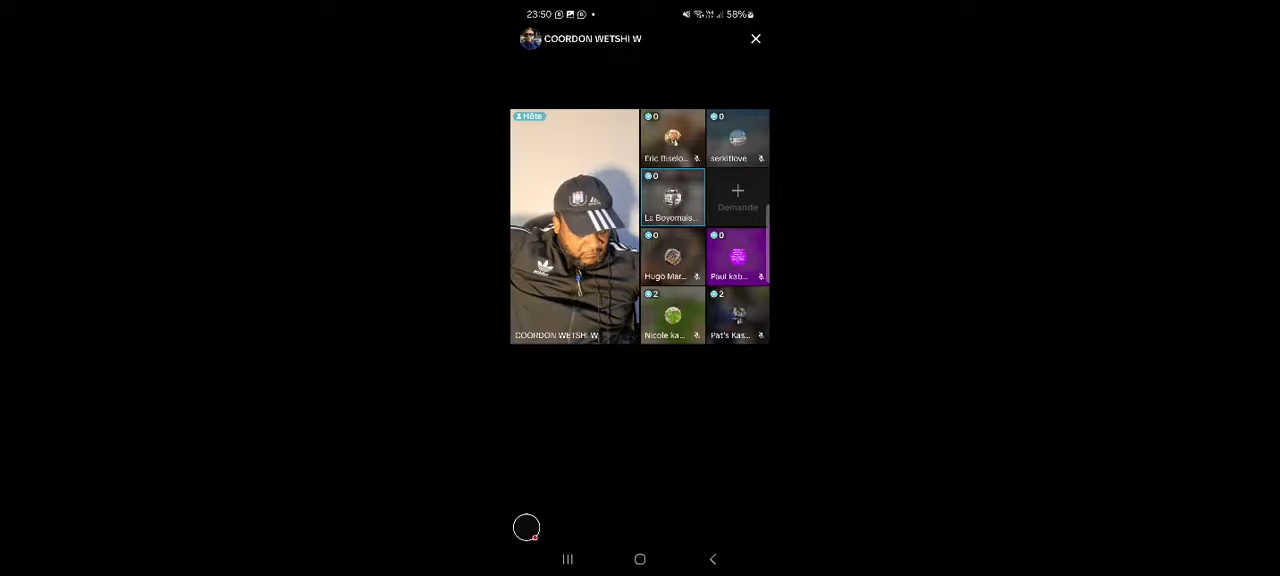 23:50
58%
COORDON WETSHI W
Hôte
0
0
Eric Biselo...
serkitlove
0
La Boyomais...
Demande
0
0
Hugo Mar...
Paul kab...
2
2
Nicole ka...
Pat's Kas...
COORDON WETSHI W
adidas